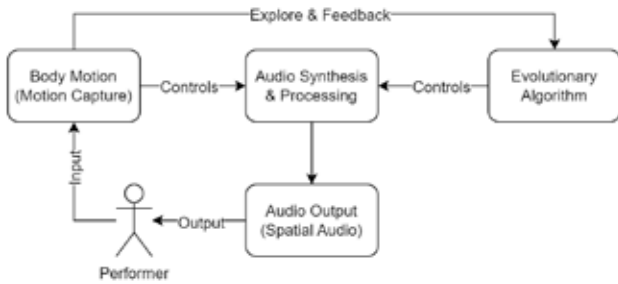 Explore & Feedback
Body Motion
(Motion Capture)
Controls
Audio Synthesis
& Processing
Controls
Evolutionary
Algorithm
Input
Audio Output
(Spatial Audio)
Output
Performer